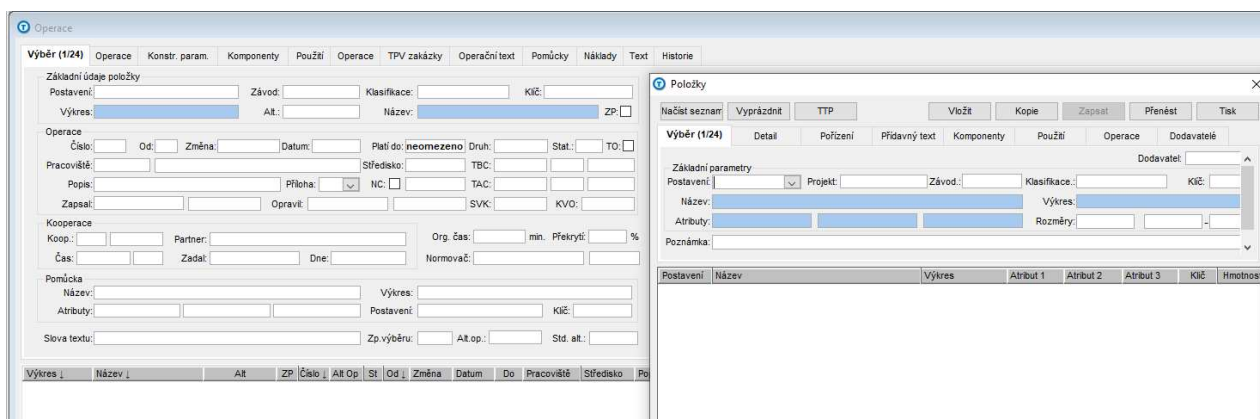 Operace
Výběr (1/24) Operace Konstr. param. Komponenty Použití Operace TPV zakázky Operační text Pomůcky Náklady Text Historie
Základní údaje položky
Postavení: Závod: Klasifikace: Klíč:
Výkres: Alt.: Název: ZP:
Operace
Číslo: Od: Změna: Datum: Platí do: neomezeno Druh: Stat.: TO:
Pracoviště: Středisko: TBC:
Popis: Příloha: NC: TAC:
Zapsal: Opravil: SVK: KVO:
Kooperace
Koop.: Partner: Org. čas: min. Překrytí: %
Čas: Zadal: Dne: Normovač:
Pomůcka
Název: Výkres:
Atributy: Postavení: Klíč:
Slova textu: Zp.výběru: Alt.op.: Std. alt.:
Výkres ↓ Název ↓ Alt ZP Číslo ↓ Alt Op St Od ↓ Změna Datum Do Pracoviště Středisko Po
Položky
Načíst seznam Vyprázdnit TTP Vložit Kopie Zapsat Přenést Tisk
Výběr (1/24) Detail Pořízení Přídavný text Komponenty Použití Operace Dodavatelé
Dodavatel:
Základní parametry
Postavení: Projekt: Závod.: Klasifikace.: Klíč:
Název: Výkres:
Atributy: Rozměry: -
Poznámka:
Postavení Název Výkres Atribut 1 Atribut 2 Atribut 3 Klíč Hmotnos